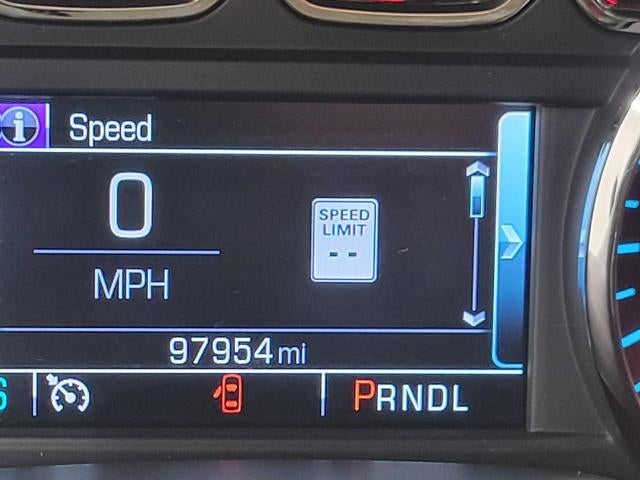 i Speed
0
MPH
SPEED
LIMIT
--
97954 mi
PRNDL